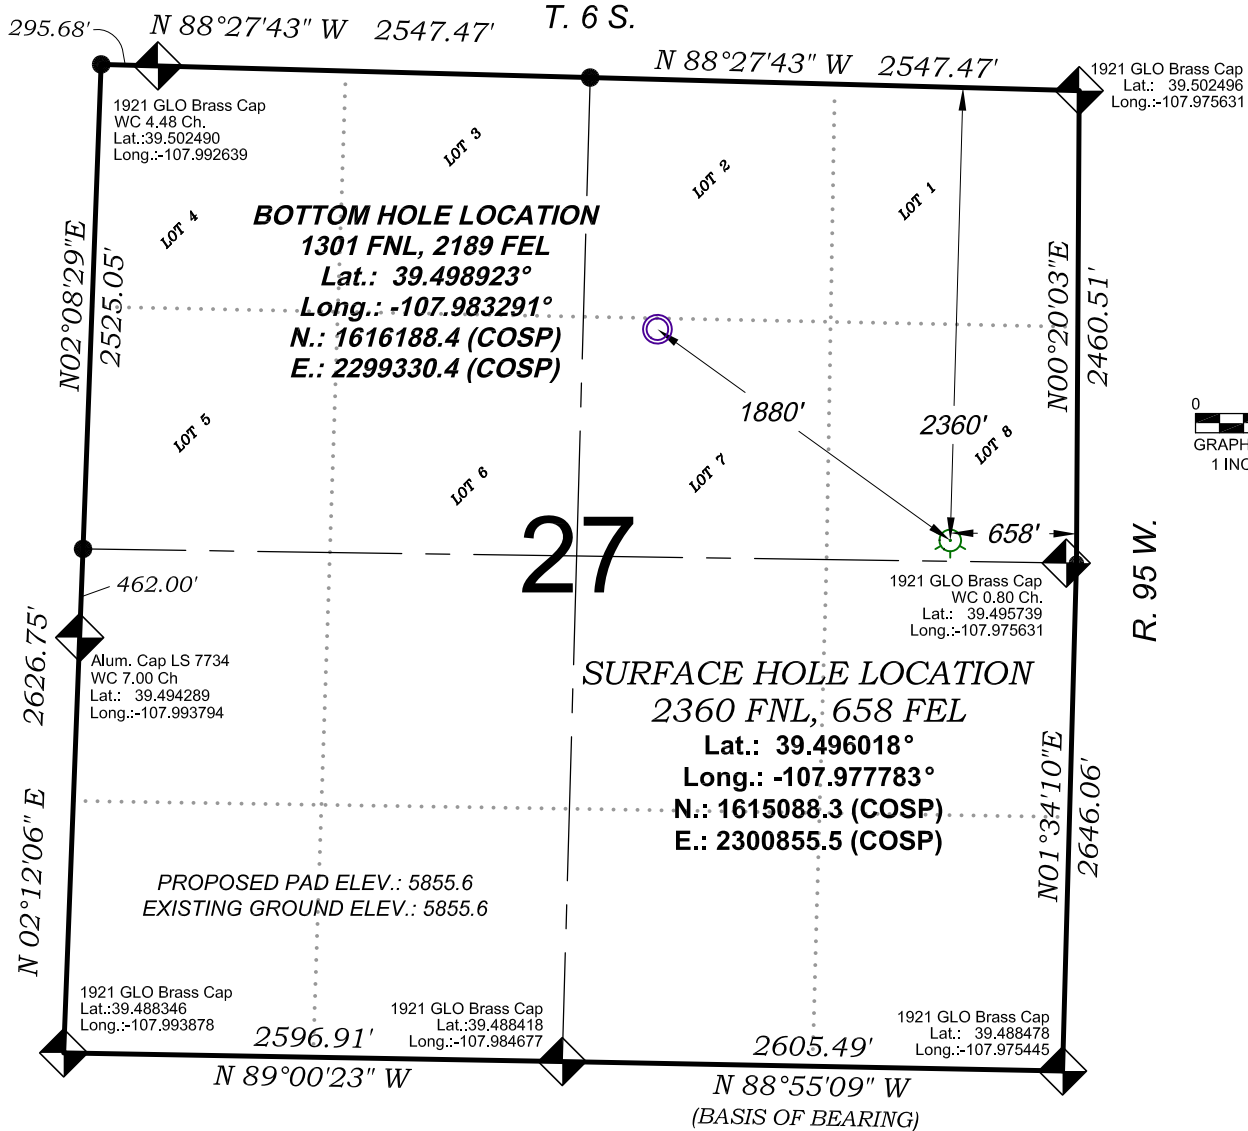 T. 6 S.
295.68'
N 88°27'43" W 2547.47'
N 88°27'43" W 2547.47'
1921 GLO Brass Cap
Lat.: 39.502496
Long.:-107.975631
1921 GLO Brass Cap
WC 4.48 Ch.
Lat.:39.502490
Long.:-107.992639
LOT 3
LOT 2
LOT 1
LOT 4
BOTTOM HOLE LOCATION
1301 FNL, 2189 FEL
Lat.: 39.498923°
Long.: -107.983291°
N.: 1616188.4 (COSP)
E.: 2299330.4 (COSP)
N02°08'29"E
2525.05'
N00°20'03"E
2460.51'
1880'
2360'
LOT 5
LOT 6
LOT 7
LOT 8
0
GRAPH
1 INC
27
658'
R. 95 W.
462.00'
1921 GLO Brass Cap
WC 0.80 Ch.
Lat.: 39.495739
Long.:-107.975631
2626.75'
N 02°12'06" E
Alum. Cap LS 7734
WC 7.00 Ch
Lat.: 39.494289
Long.:-107.993794
SURFACE HOLE LOCATION
2360 FNL, 658 FEL
Lat.: 39.496018°
Long.: -107.977783°
N.: 1615088.3 (COSP)
E.: 2300855.5 (COSP)
N01°34'10"E
2646.06'
PROPOSED PAD ELEV.: 5855.6
EXISTING GROUND ELEV.: 5855.6
1921 GLO Brass Cap
Lat.:39.488346
Long.:-107.993878
1921 GLO Brass Cap
Lat.:39.488418
Long.:-107.984677
1921 GLO Brass Cap
Lat.: 39.488478
Long.:-107.975445
2596.91'
N 89°00'23" W
2605.49'
N 88°55'09" W
(BASIS OF BEARING)